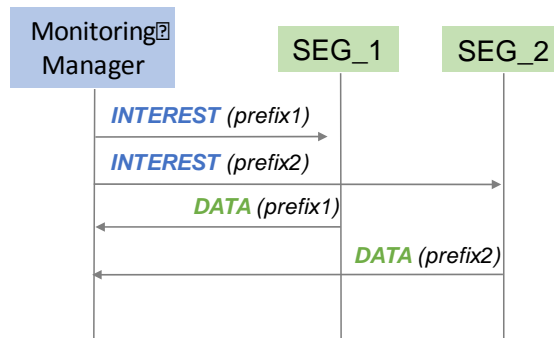 Monitoring
Manager
SEG_1
SEG_2
INTEREST (prefix1)
INTEREST (prefix2)
DATA (prefix1)
DATA (prefix2)